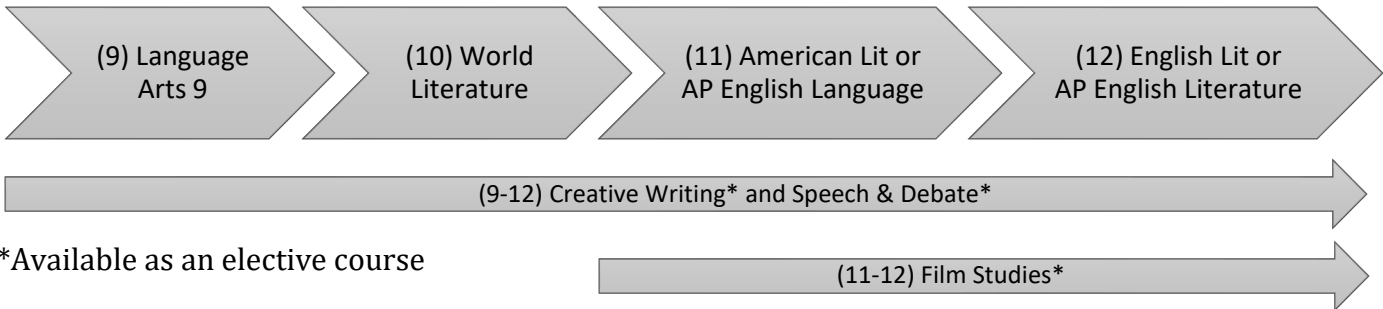 (9) Language
Arts 9
(10) World
Literature
(11) American Lit or
AP English Language
(12) English Lit or
AP English Literature
(9-12) Creative Writing* and Speech & Debate*
*Available as an elective course
(11-12) Film Studies*